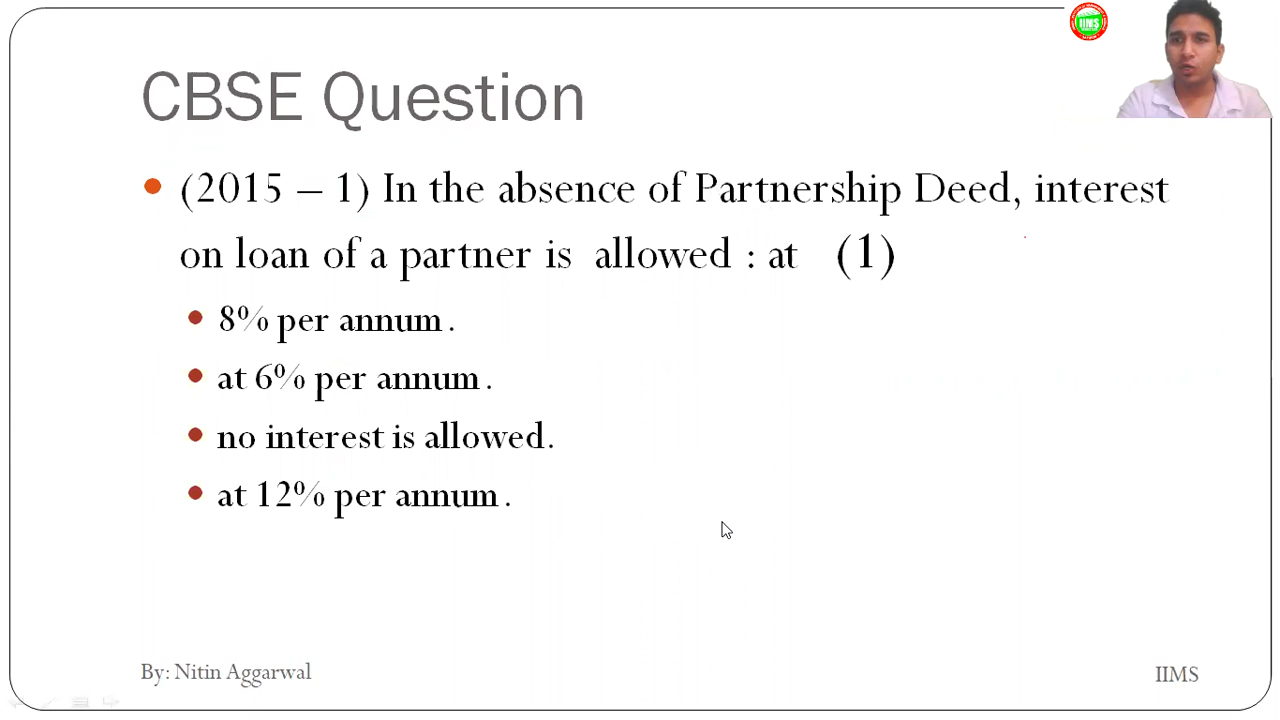 IIMS
CBSE Question
(2015 – 1) In the absence of Partnership Deed, interest
on loan of a partner is allowed : at (1)
8% per annum .
at 6% per annum .
no interest is allowed.
at 12% per annum .
By: Nitin Aggarwal
IIMS